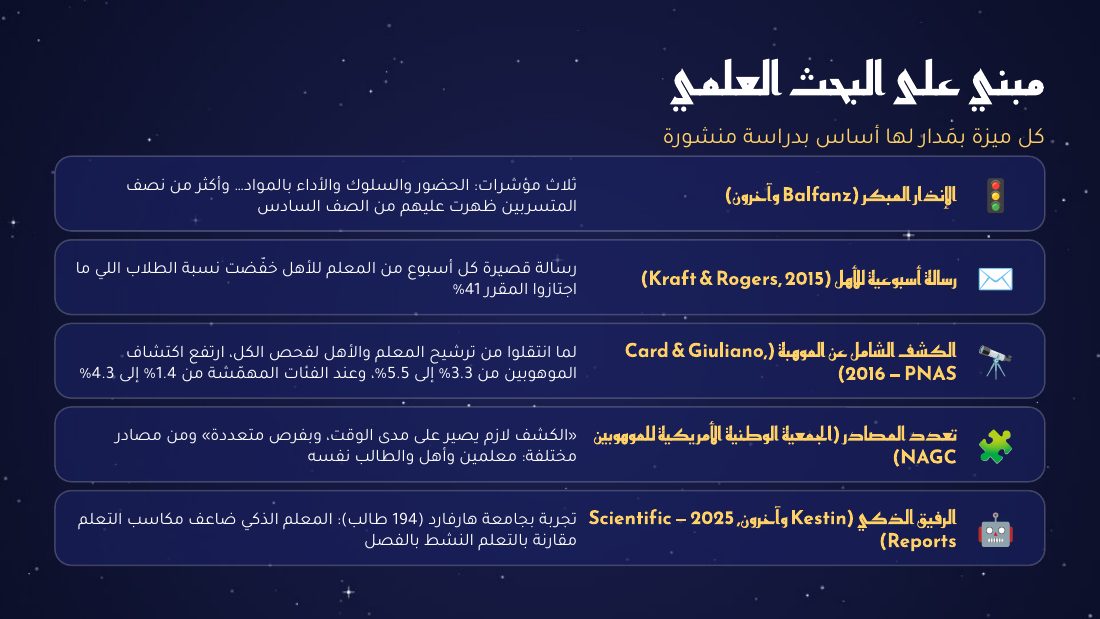 مبني على البحث العلمي
كل ميزة بمَدار لها أساس بدراسة منشورة
الإنذار المبكر (Balfanz وآخرون)
ثلاث مؤشرات: الحضور والسلوك والأداء بالمواد… وأكثر من نصف
المتسربين ظهرت عليهم من الصف السادس
رسالة أسبوعية للأهل (Kraft & Rogers, 2015)
رسالة قصيرة كل أسبوع من المعلم للأهل خفّضت نسبة الطلاب اللي ما
اجتازوا المقرر 41%
الكشف الشامل عن الموهبة (Card & Giuliano,
2016 – PNAS)
لما انتقلوا من ترشيح المعلم والأهل لفحص الكل، ارتفع اكتشاف
الموهوبين من 3.3% إلى 5.5%، وعند الفئات المهمّشة من 1.4% إلى 4.3%
تعدد المصادر (الجمعية الوطنية الأمريكية للموهوبين
NAGC)
«الكشف لازم يصير على مدى الوقت، وبفرص متعددة» ومن مصادر
مختلفة: معلمين وأهل والطالب نفسه
الرفيق الذكي (Kestin وآخرون, 2025 – Scientific
Reports)
تجربة بجامعة هارفارد (194 طالب): المعلم الذكي ضاعف مكاسب التعلم
مقارنة بالتعلم النشط بالفصل